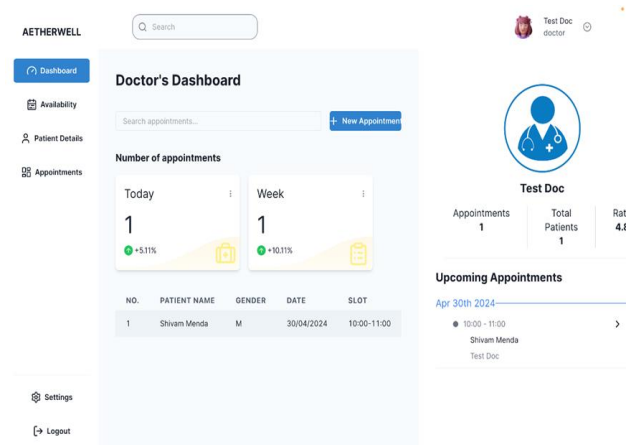 AETHERWELL
Search
Test Doc
doctor
Dashboard
Availability
Patient Details
Appointments
Settings
Logout
Doctor's Dashboard
Search appointments...
+ New Appointment
Number of appointments
Today
1
+5.11%
Week
1
+10.11%
NO. PATIENT NAME GENDER DATE SLOT
1 Shivam Menda M 30/04/2024 10:00-11:00
Test Doc
Appointments
1
Total
Patients
1
Rat
4.8
Upcoming Appointments
Apr 30th 2024
10:00 - 11:00
Shivam Menda
Test Doc